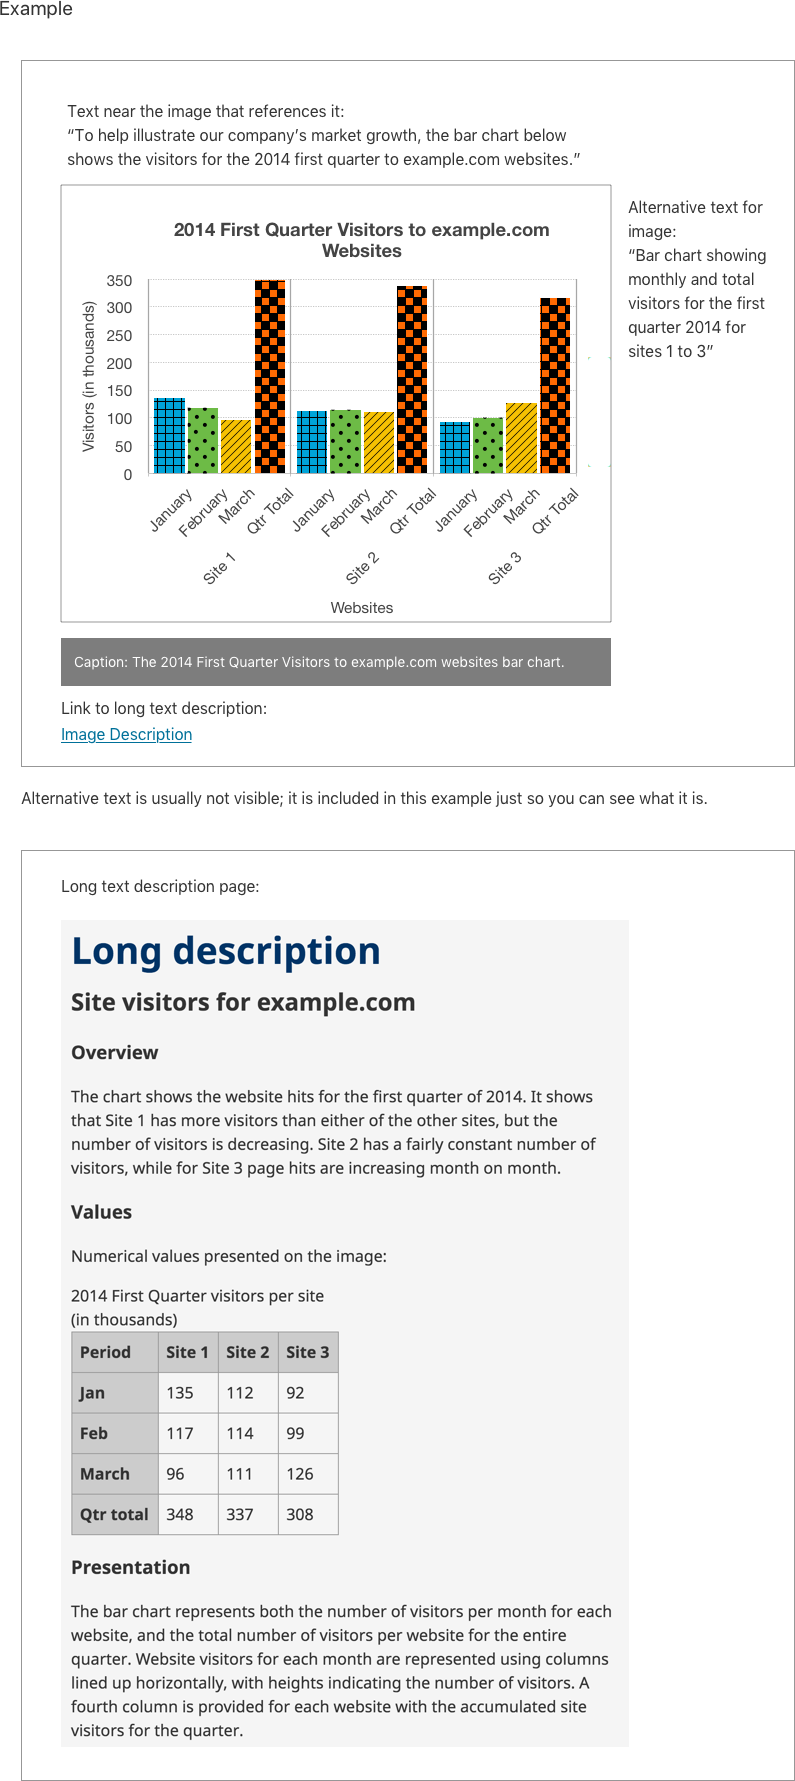 Example
Text near the image that references it:
“To help illustrate our company’s market growth, the bar chart below
shows the visitors for the 2014 first quarter to example.com websites.”
Alternative text for
image:
“Bar chart showing
monthly and total
visitors for the first
quarter 2014 for
sites 1 to 3”
2014 First Quarter Visitors to example.com
Websites
Visitors (in thousands)
350
300
250
200
150
100
50
0
January February March Qtr Total January February March Qtr Total January February March Qtr Total
Site 1 Site 2 Site 3
Websites
Caption: The 2014 First Quarter Visitors to example.com websites bar chart.
Link to long text description:
Image Description
Alternative text is usually not visible; it is included in this example just so you can see what it is.
Long text description page:
Long description
Site visitors for example.com
Overview
The chart shows the website hits for the first quarter of 2014. It shows
that Site 1 has more visitors than either of the other sites, but the
number of visitors is decreasing. Site 2 has a fairly constant number of
visitors, while for Site 3 page hits are increasing month on month.
Values
Numerical values presented on the image:
2014 First Quarter visitors per site
(in thousands)
Period Site 1 Site 2 Site 3
Jan 135 112 92
Feb 117 114 99
March 96 111 126
Qtr total 348 337 308
Presentation
The bar chart represents both the number of visitors per month for each
website, and the total number of visitors per website for the entire
quarter. Website visitors for each month are represented using columns
lined up horizontally, with heights indicating the number of visitors. A
fourth column is provided for each website with the accumulated site
visitors for the quarter.